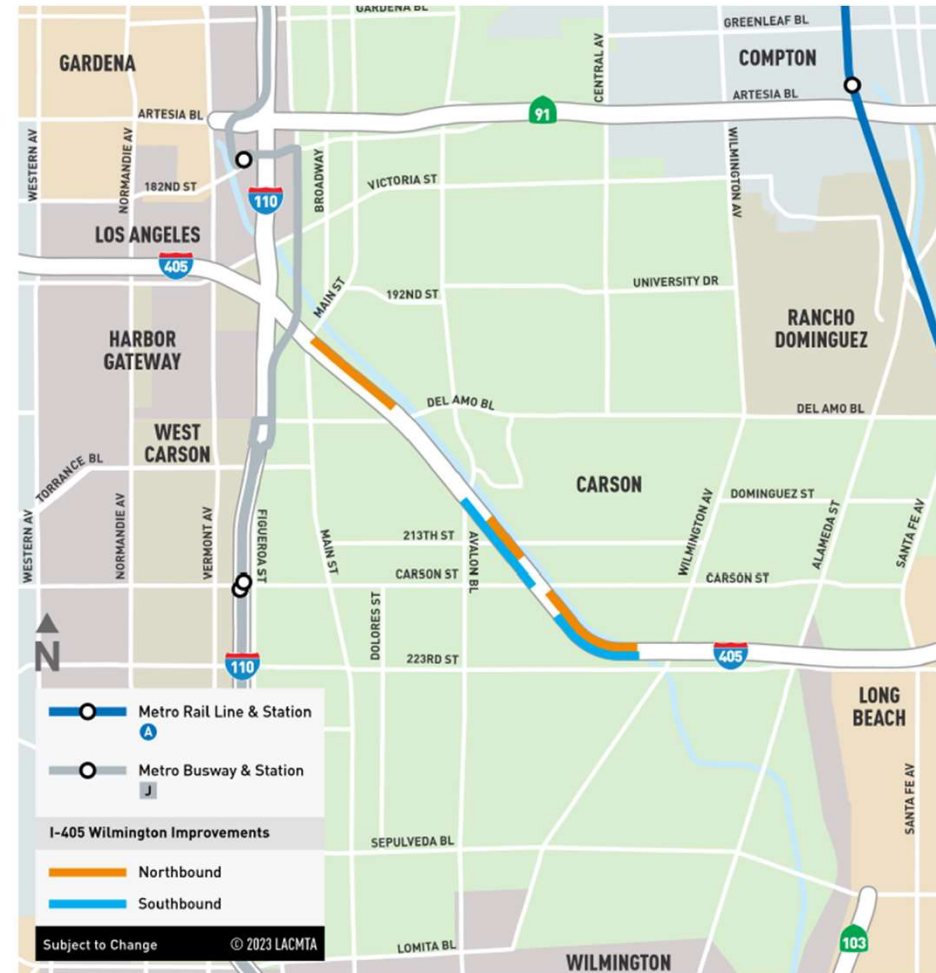 GARDENA BL
GREENLEAF BL
GARDENA
COMPTON
CENTRAL AV
ARTESIA BL
ARTESIA BL
91
WESTERN AV
NORMANDIE AV
BROADWAY
WILMINGTON AV
182ND ST
VICTORIA ST
110
LOS ANGELES
405
MAIN ST
192ND ST
UNIVERSITY DR
RANCHO
DOMINGUEZ
HARBOR
GATEWAY
DEL AMO BL
DEL AMO BL
WEST
CARSON
TORRANCE BL
CARSON
DOMINGUEZ ST
WESTERN AV
NORMANDIE AV
VERMONT AV
FIGUEROA ST
MAIN ST
213TH ST
AVALON BL
WILMINGTON AV
ALAMEDA ST
SANTA FE AV
CARSON ST
CARSON ST
DOLORES ST
N
110
223RD ST
405
LONG
BEACH
SANTA FE AV
Metro Rail Line & Station
A
Metro Busway & Station
J
I-405 Wilmington Improvements
Northbound
Southbound
SEPULVEDA BL
Subject to Change © 2023 LACMTA
LOMITA BL
WILMINGTON
103